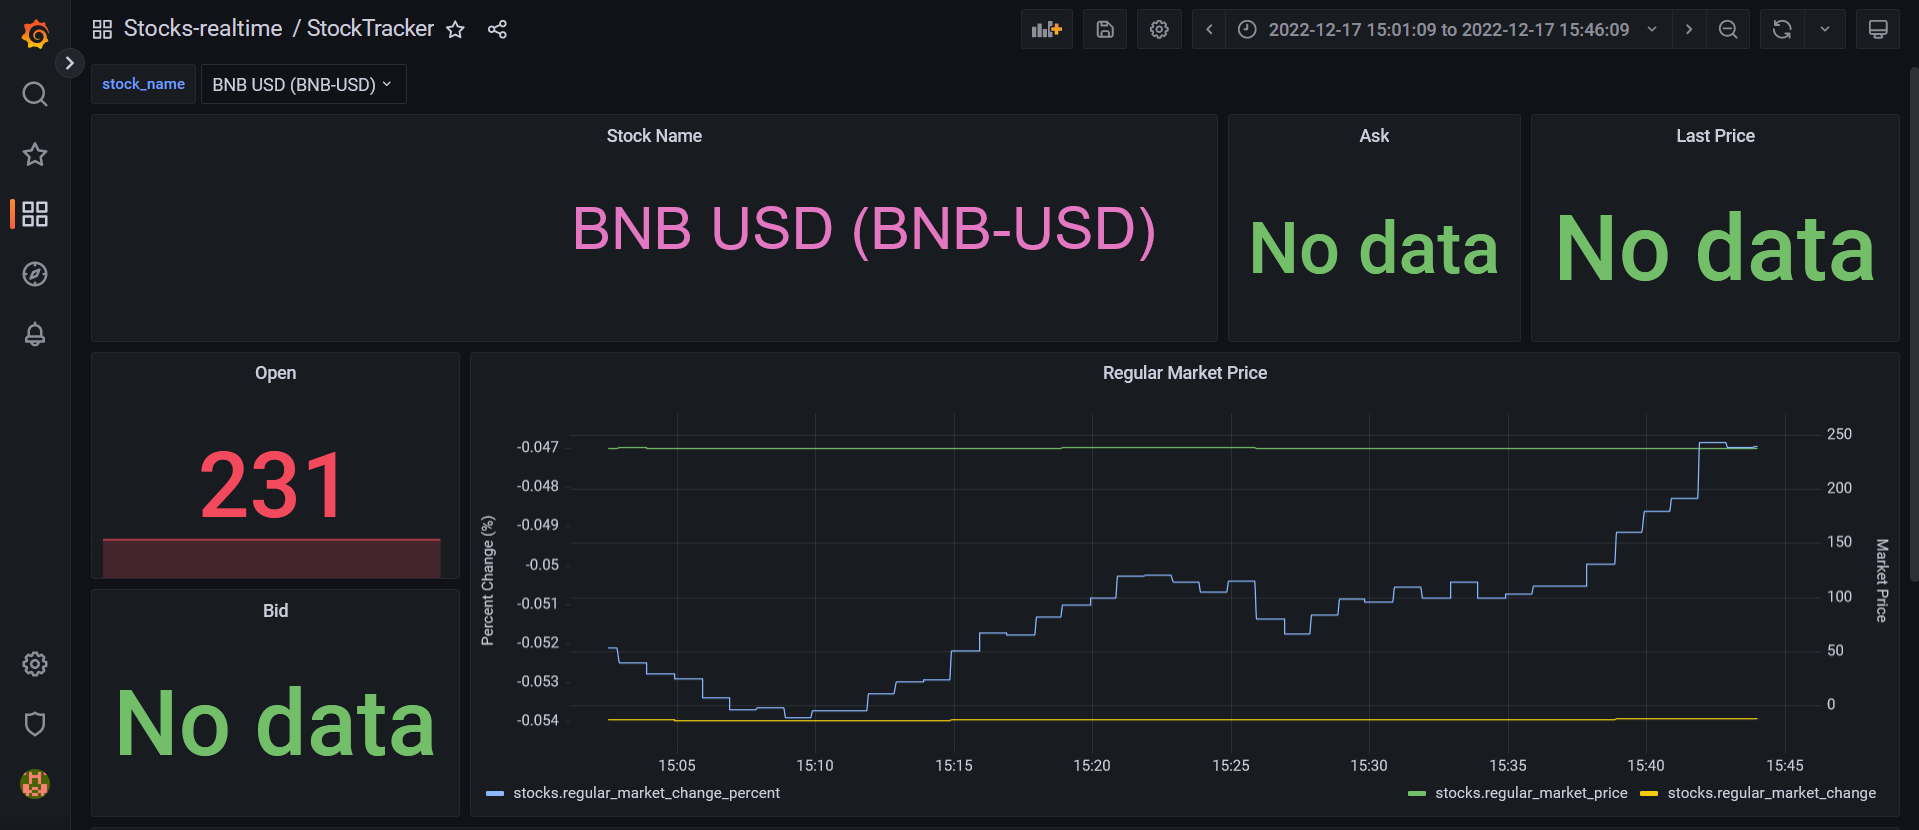 Stocks-realtime / StockTracker
2022-12-17 15:01:09 to 2022-12-17 15:46:09
stock_name
BNB USD (BNB-USD)
Stock Name
BNB USD (BNB-USD)
Ask
No data
Last Price
No data
Open
231
Bid
No data
Regular Market Price
Percent Change (%)
-0.047
-0.048
-0.049
-0.05
-0.051
-0.052
-0.053
-0.054
250
200
150
100
50
0
Market Price
15:05
15:10
15:15
15:20
15:25
15:30
15:35
15:40
15:45
stocks.regular_market_change_percent
stocks.regular_market_price
stocks.regular_market_change